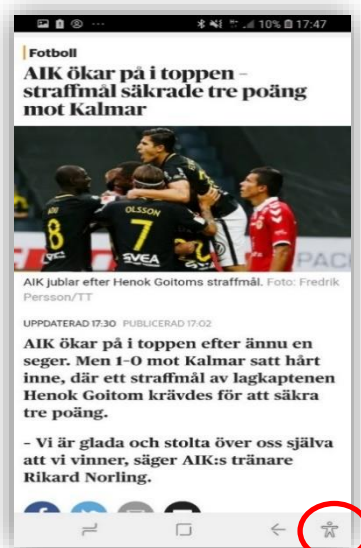 10% 17:47
Fotboll
AIK ökar på i toppen –
straffmål säkrade tre poäng
mot Kalmar
OLSSON
8
7
SVEA
SVEA
PAC
AIK jublar efter Henok Goitoms straffmål. Foto: Fredrik
Persson/TT
UPPDATERAD 17:30 PUBLICERAD 17:02
AIK ökar på i toppen efter ännu en
seger. Men 1–0 mot Kalmar satt hårt
inne, där ett straffmål av lagkaptenen
Henok Goitom krävdes för att säkra
tre poäng.
– Vi är glada och stolta över oss själva
att vi vinner, säger AIK:s tränare
Rikard Norling.